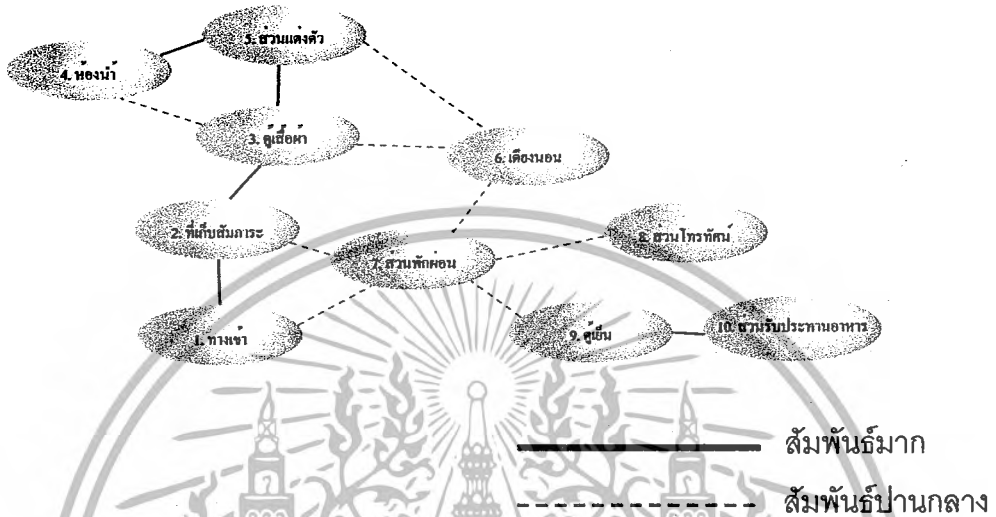 5. ส่วนแต่งตัว
4. ห้องน้ำ
3. ตู้เสื้อผ้า
6. เตียงนอน
2. ที่เก็บสัมภาระ
8. ส่วนโทรทัศน์
7. ส่วนพักผ่อน
1. ทางเข้า
9. ตู้เย็น
10. ส่วนรับประทานอาหาร
สัมพันธ์มาก
สัมพันธ์ปานกลาง